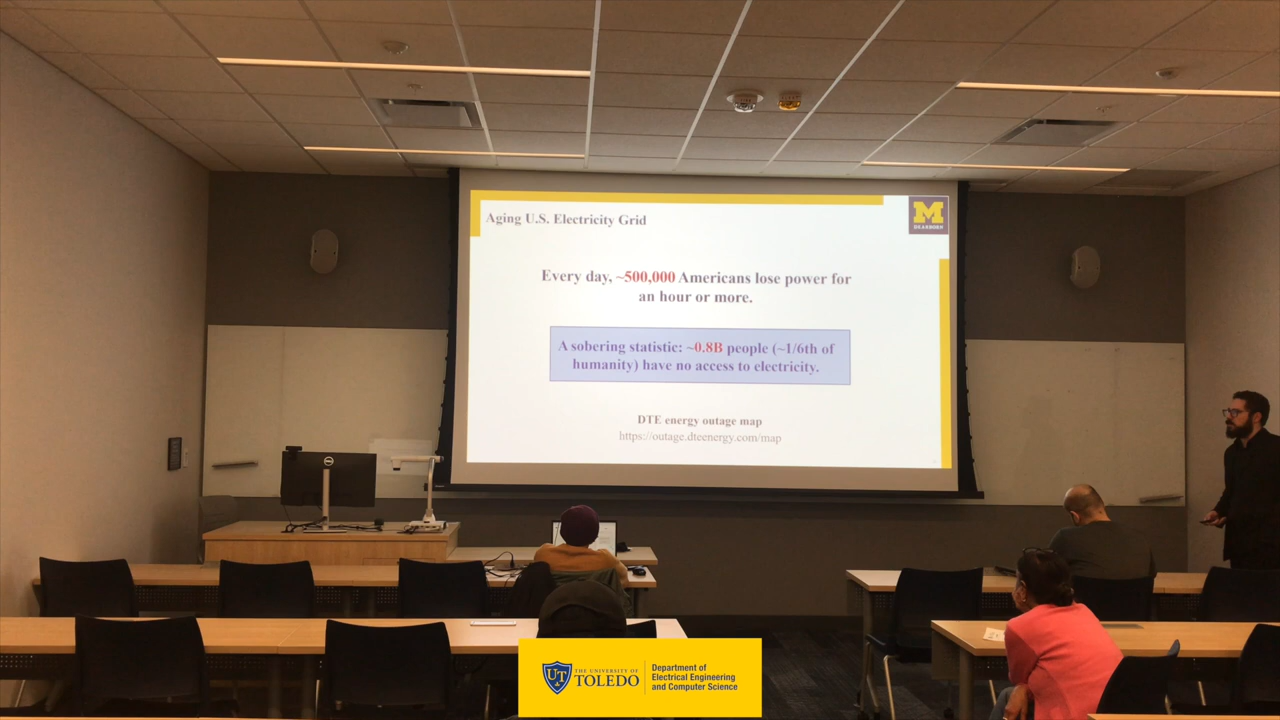 Aging U.S. Electricity Grid
M
DEARBORN
Every day, ~500,000 Americans lose power for
an hour or more.
A sobering statistic: ~0.8B people (~1/6th of
humanity) have no access to electricity.
DTE energy outage map
https://outage.dteenergy.com/map
DELL
UT
THE UNIVERSITY OF
TOLEDO
Department of
Electrical Engineering
and Computer Science